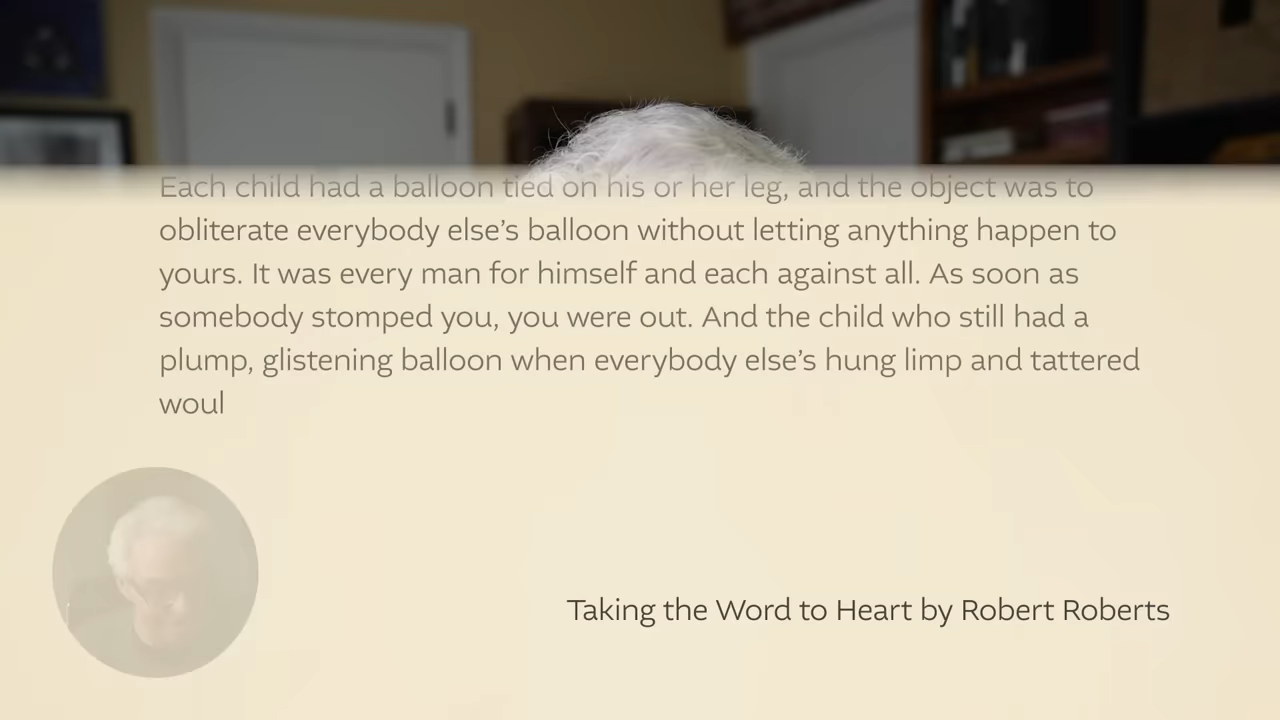 Each child had a balloon tied on his or her leg, and the object was to
obliterate everybody else’s balloon without letting anything happen to
yours. It was every man for himself and each against all. As soon as
somebody stomped you, you were out. And the child who still had a
plump, glistening balloon when everybody else’s hung limp and tattered
woul
Taking the Word to Heart by Robert Roberts